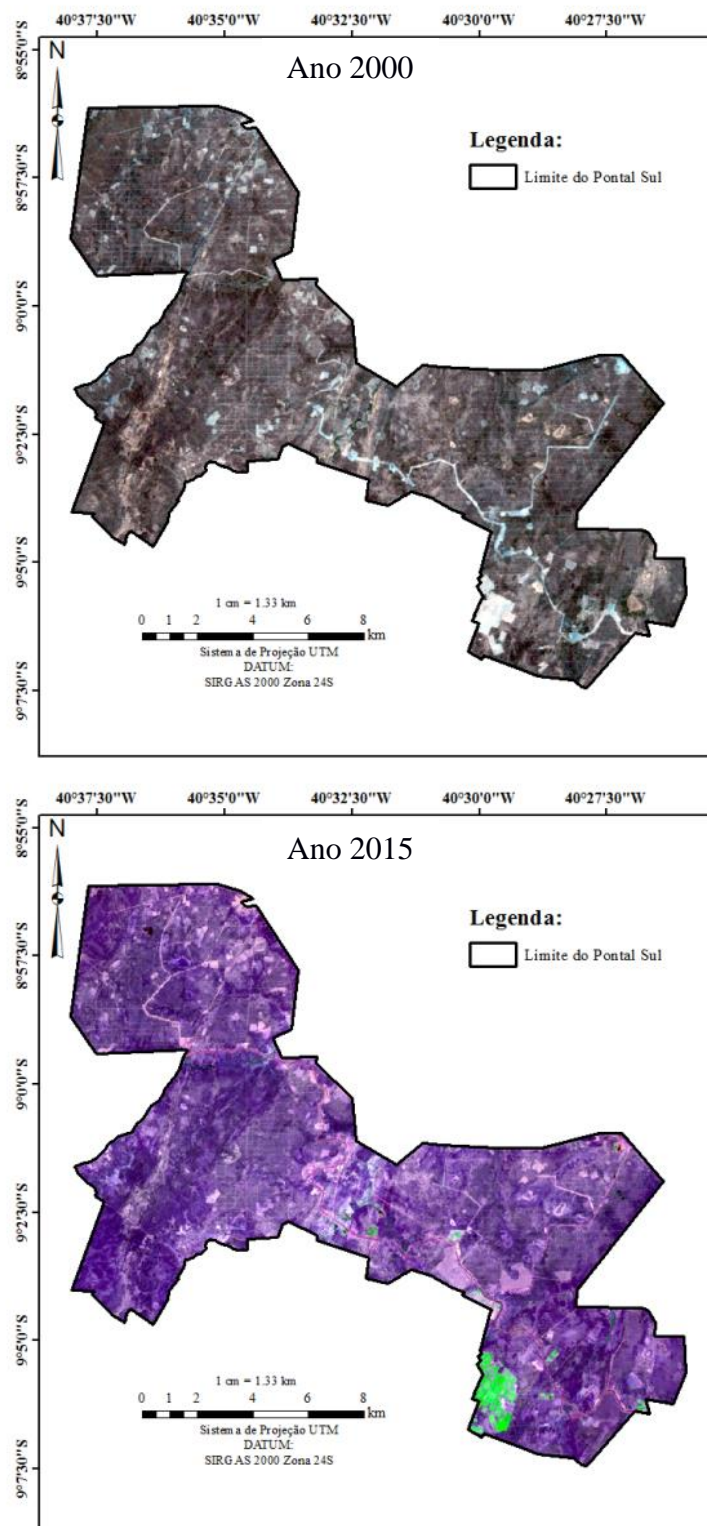 40°37'30"W 40°35'0"W 40°32'30"W 40°30'0"W 40°27'30"W
8°55'0"S
N
Ano 2000
Legenda:
Limite do Pontal Sul
8°57'30"S
9°0'0"S
9°2'30"S
9°5'0"S
9°7'30"S
1 cm = 1.33 km
0 1 2 4 6 8
km
Sistema de Projeção UTM
DATUM:
SIRGAS 2000 Zona 24S
40°37'30"W 40°35'0"W 40°32'30"W 40°30'0"W 40°27'30"W
8°55'0"S
N
Ano 2015
Legenda:
Limite do Pontal Sul
8°57'30"S
9°0'0"S
9°2'30"S
9°5'0"S
9°7'30"S
1 cm = 1.33 km
0 1 2 4 6 8
km
Sistema de Projeção UTM
DATUM:
SIRGAS 2000 Zona 24S